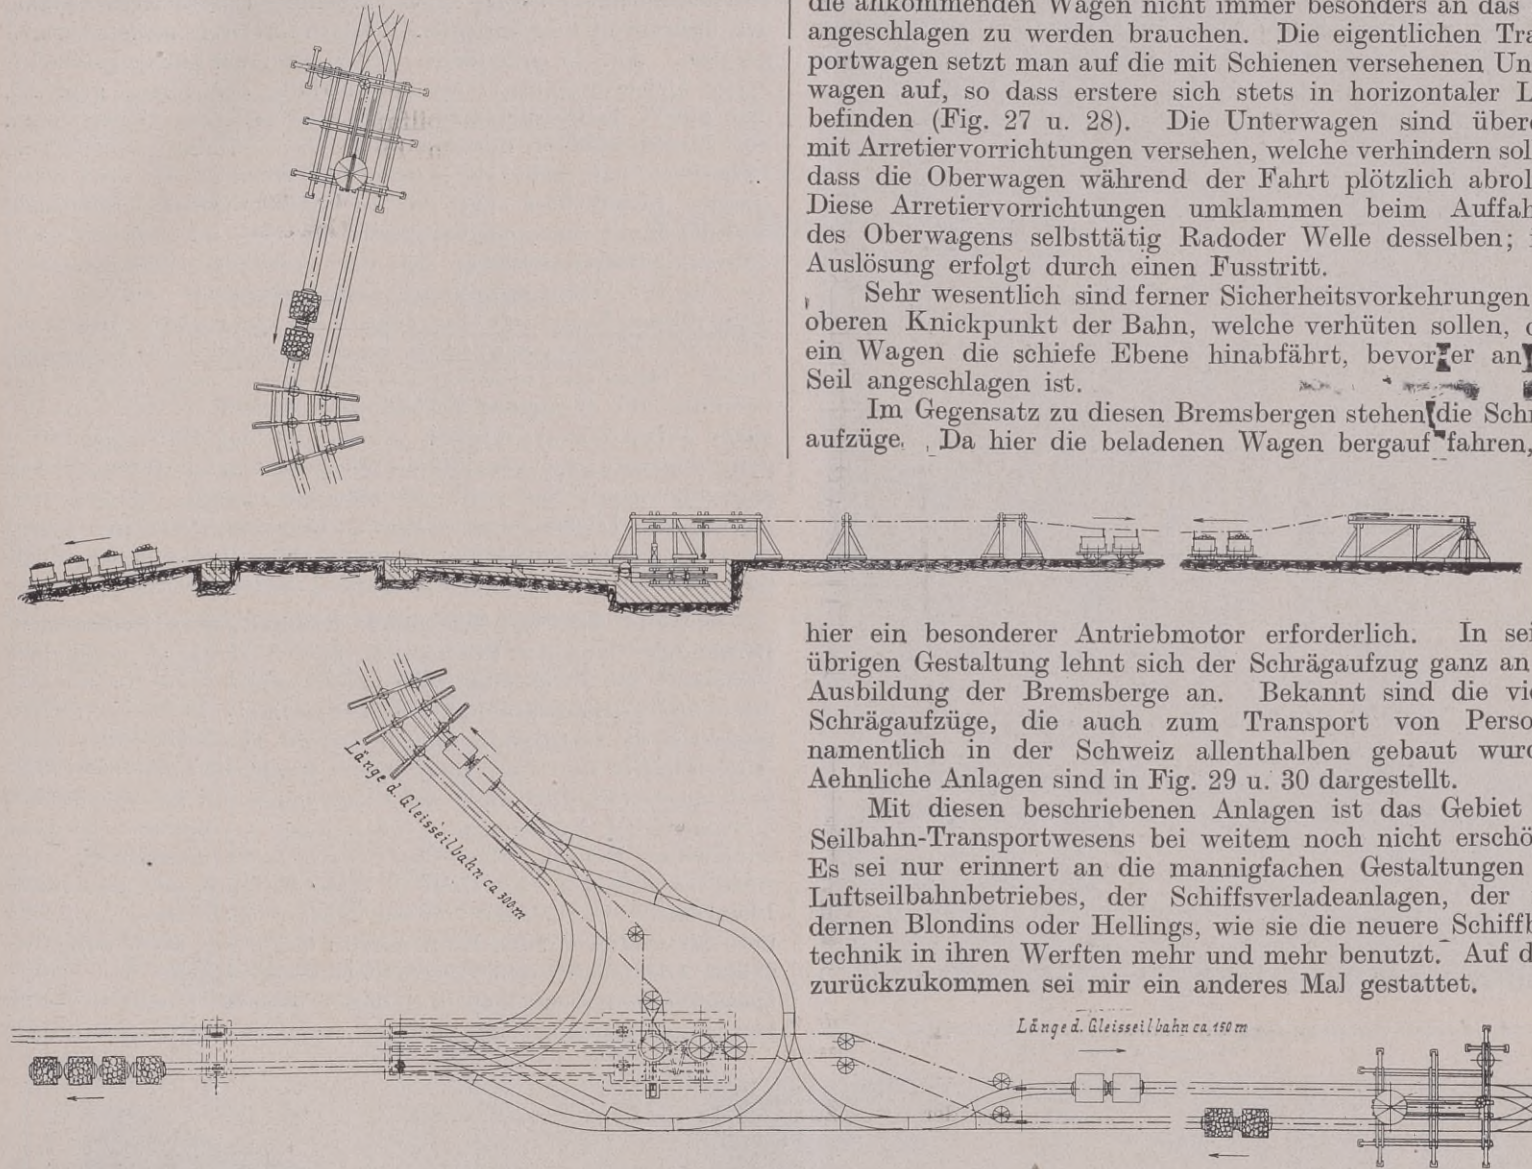 die ankommenden Wagen nicht immer besonders an das
angeschlagen zu werden brauchen. Die eigentlichen Tra
portwagen setzt man auf die mit Schienen versehenen Un
wagen auf, so dass erstere sich stets in horizontaler L
befinden (Fig. 27 u. 28). Die Unterwagen sind über
mit Arretiervorrichtungen versehen, welche verhindern sol
dass die Oberwagen während der Fahrt plötzlich abrol
Diese Arretiervorrichtungen umklammen beim Auffah
des Oberwagens selbsttätig Radoder Welle desselben;
Auslösung erfolgt durch einen Fusstritt.
Sehr wesentlich sind ferner Sicherheitsvorkehrungen
oberen Knickpunkt der Bahn, welche verhüten sollen,
ein Wagen die schiefe Ebene hinabfährt, bevor er an
Seil angeschlagen ist.
Im Gegensatz zu diesen Bremsbergen stehen die Schr
aufzüge. Da hier die beladenen Wagen bergauf fahren,
hier ein besonderer Antriebmotor erforderlich. In sei
übrigen Gestaltung lehnt sich der Schrägaufzug ganz an
Ausbildung der Bremsberge an. Bekannt sind die vie
Schrägaufzüge, die auch zum Transport von Perso
namentlich in der Schweiz allenthalben gebaut wurd
Aehnliche Anlagen sind in Fig. 29 u. 30 dargestellt.
Mit diesen beschriebenen Anlagen ist das Gebiet
Seilbahn-Transportwesens bei weitem noch nicht erschö
Es sei nur erinnert an die mannigfachen Gestaltungen
Luftseilbahnbetriebes, der Schiffsverladeanlagen, der
dernen Blondins oder Hellings, wie sie die neuere Schiffb
technik in ihren Werften mehr und mehr benutzt. Auf d
zurückzukommen sei mir ein anderes Mal gestattet.
Länge d. Gleisseilbahn ca 300 m
Länge d. Gleisseilbahn ca 150 m